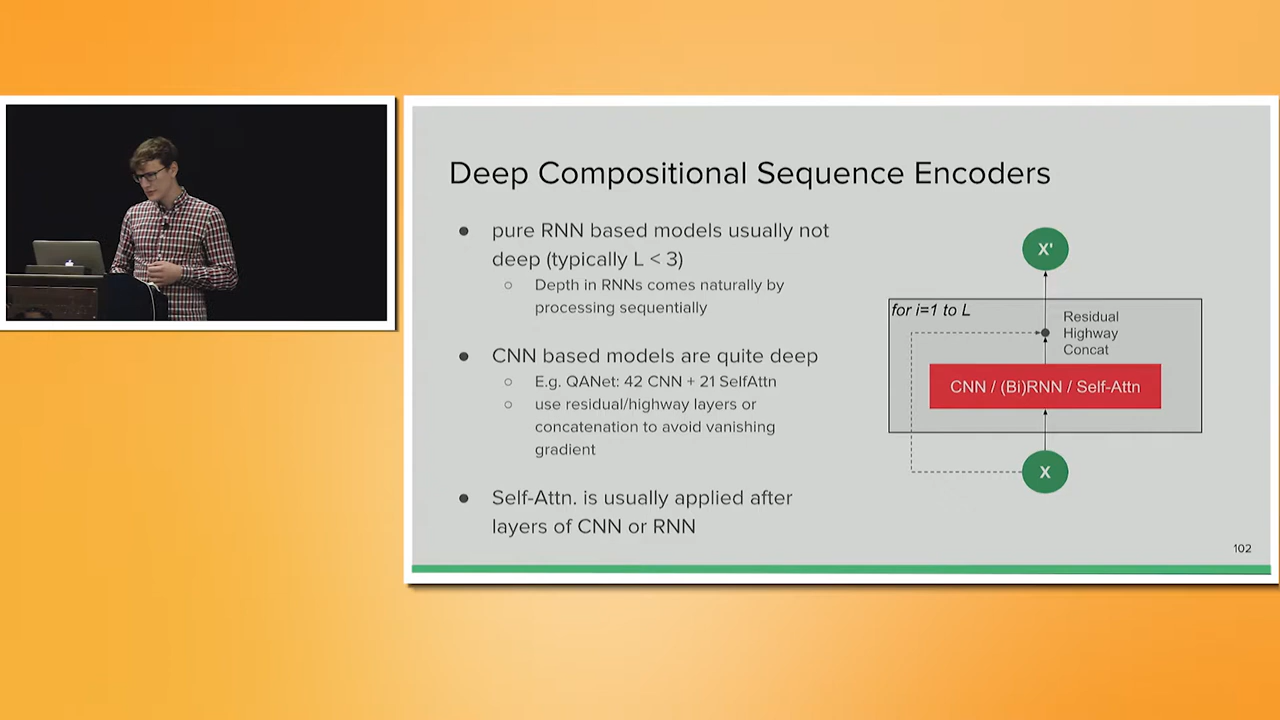 Deep Compositional Sequence Encoders
● pure RNN based models usually not
deep (typically L < 3)
○ Depth in RNNs comes naturally by
processing sequentially
● CNN based models are quite deep
○ E.g. QANet: 42 CNN + 21 SelfAttn
○ use residual/highway layers or
concatenation to avoid vanishing
gradient
● Self-Attn. is usually applied after
layers of CNN or RNN
X'
for i=1 to L
Residual
Highway
Concat
CNN / (Bi)RNN / Self-Attn
X
102